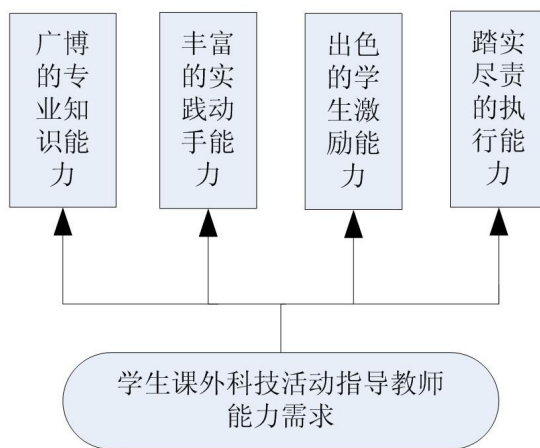 广博
的专
业知
识能
力
丰富
的实
践动
手能
力
出色
的学
生激
励能
力
踏实
尽责
的执
行能
力
学生课外科技活动指导教师
能力需求